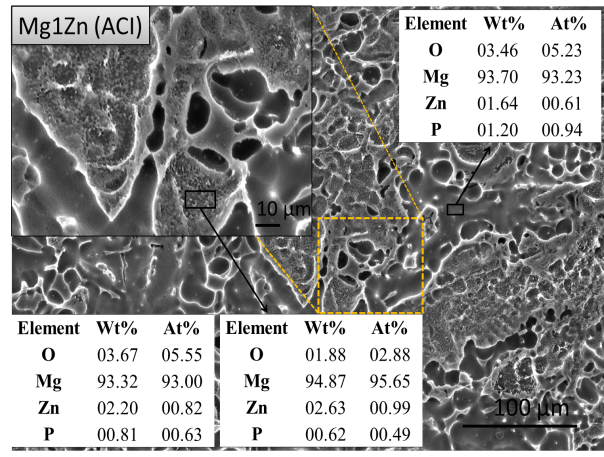 Mg1Zn (ACI)
10 µm
Element Wt% At%
O 03.46 05.23
Mg 93.70 93.23
Zn 01.64 00.61
P 01.20 00.94
Element Wt% At%
O 03.67 05.55
Mg 93.32 93.00
Zn 02.20 00.82
P 00.81 00.63
Element Wt% At%
O 01.88 02.88
Mg 94.87 95.65
Zn 02.63 00.99
P 00.62 00.49
100 µm